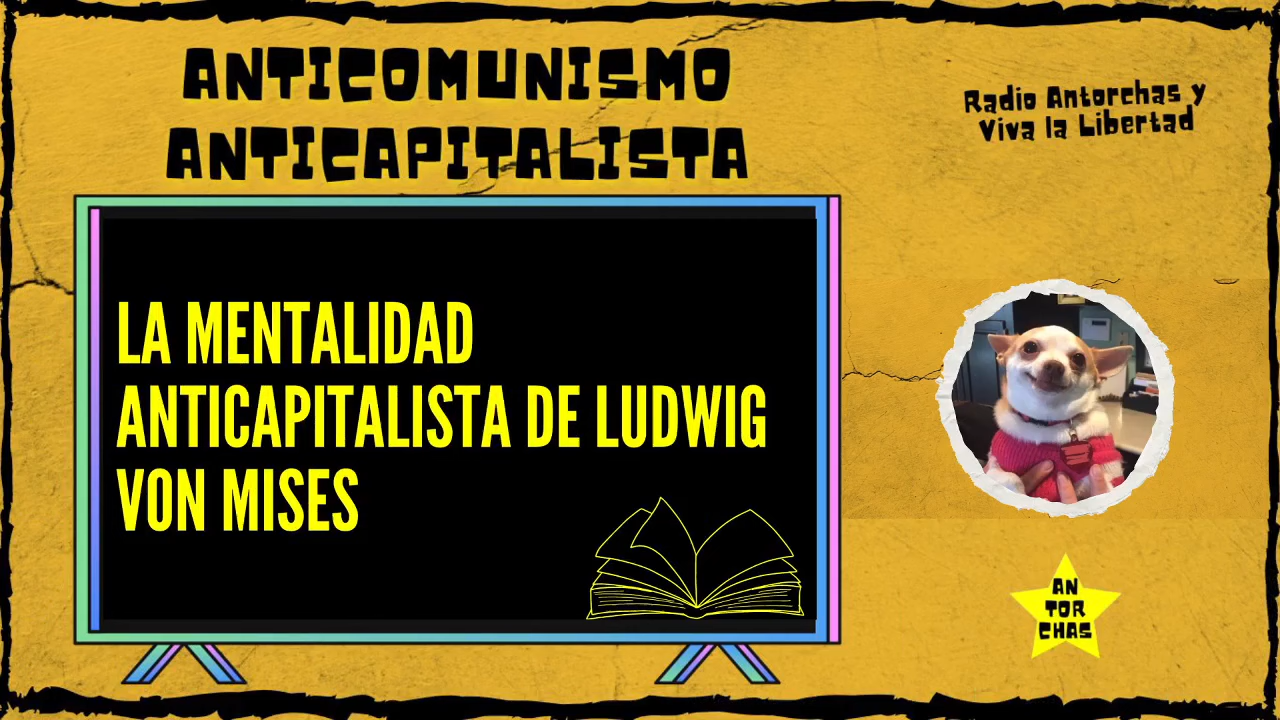 ANTICOMUNISMO
ANTICAPITALISTA
Radio Antorchas y
Viva la Libertad
LA MENTALIDAD
ANTICAPITALISTA DE LUDWIG
VON MISES
AN
TOR
CHAS